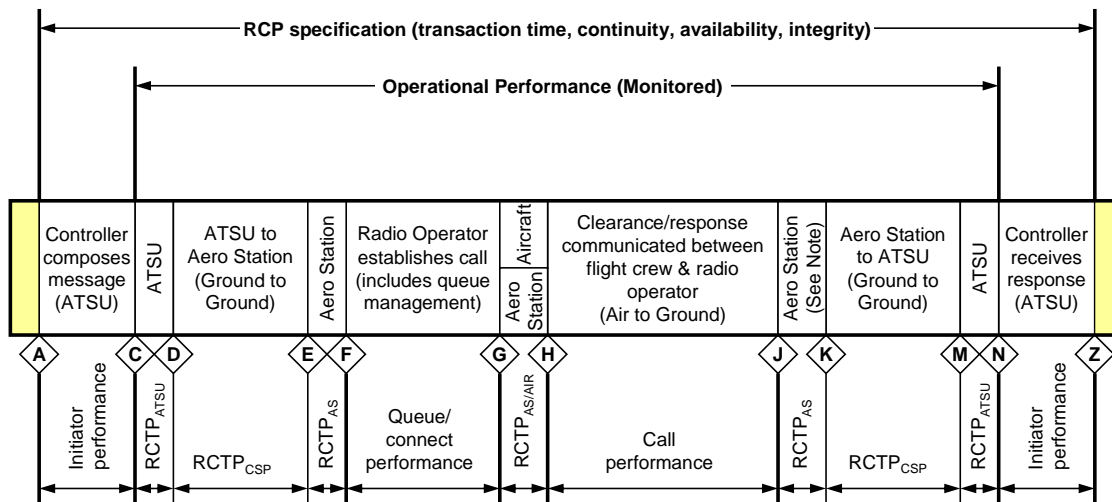 RCP specification (transaction time, continuity, availability, integrity)
Operational Performance (Monitored)
Controller
composes
message
(ATSU)
ATSU
ATSU to
Aero Station
(Ground to
Ground)
Aero Station
Radio Operator
establishes call
(includes queue
management)
Aircraft
Aero
Station
Clearance/response
communicated between
flight crew & radio
operator
(Air to Ground)
Aero Station
(See Note)
Aero Station
to ATSU
(Ground to
Ground)
ATSU
Controller
receives
response
(ATSU)
A
C
D
E
F
G
H
J
K
M
N
Z
Initiator
performance
RCTPATSU
RCTPCSP
RCTPAS
Queue/
connect
performance
RCTPAS/AIR
Call
performance
RCTPAS
RCTPCSP
RCTPATSU
Initiator
performance